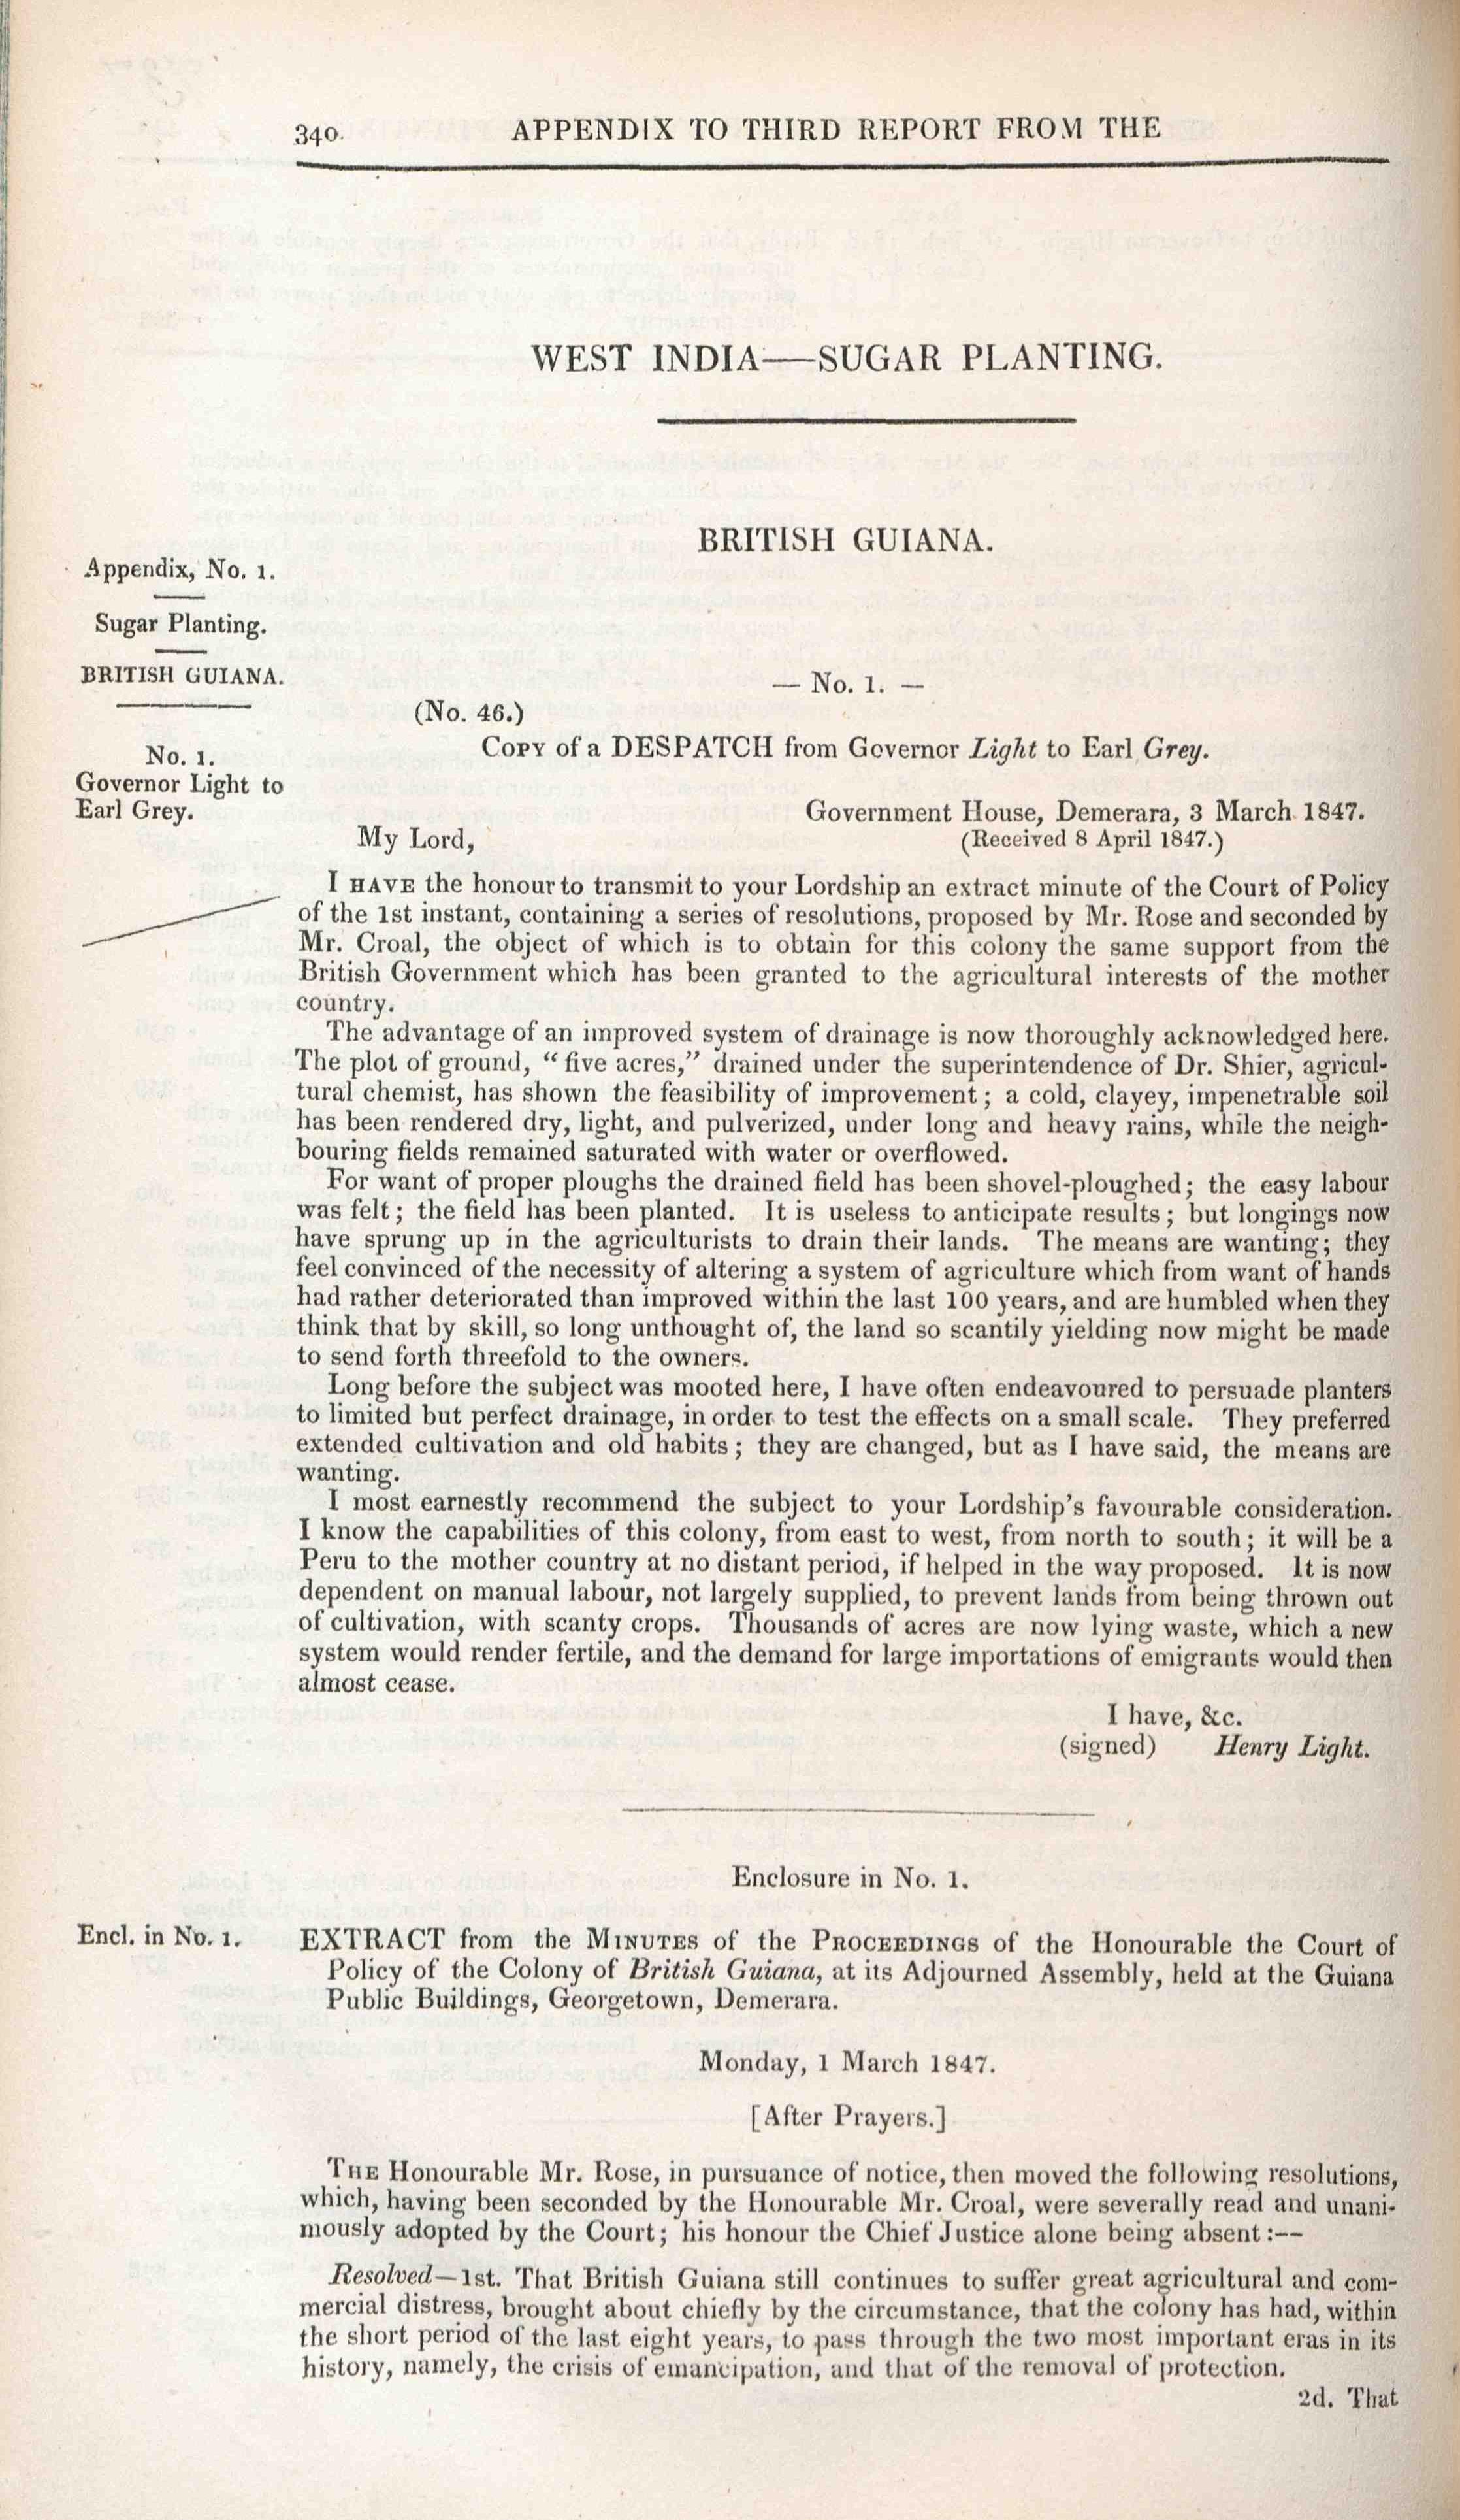 340.
APPENDIX TO THIRD REPORT FROM THE
WEST INDIA—SUGAR PLANTING.
BRITISH GUIANA.
Appendix, No. 1.
Sugar Planting.
BRITISH GUIANA.
No. 1.
Governor Light to
Earl Grey.
— No. 1. —
(No. 46.)
COPY of a DESPATCH from Governor Light to Earl Grey.
Government House, Demerara, 3 March 1847.
My Lord,
(Received 8 April 1847.)
I HAVE the honour to transmit to your Lordship an extract minute of the Court of Policy
of the 1st instant, containing a series of resolutions, proposed by Mr. Rose and seconded by
Mr. Croal, the object of which is to obtain for this colony the same support from the
British Government which has been granted to the agricultural interests of the mother
country.
The advantage of an improved system of drainage is now thoroughly acknowledged here.
The plot of ground, "five acres," drained under the superintendence of Dr. Shier, agricul-
tural chemist, has shown the feasibility of improvement; a cold, clayey, impenetrable soil
has been rendered dry, light, and pulverized, under long and heavy rains, while the neigh-
bouring fields remained saturated with water or overflowed.
For want of proper ploughs the drained field has been shovel-ploughed; the easy labour
was felt; the field has been planted. It is useless to anticipate results; but longings now
have sprung up in the agriculturists to drain their lands. The means are wanting; they
feel convinced of the necessity of altering a system of agriculture which from want of hands
had rather deteriorated than improved within the last 100 years, and are humbled when they
think that by skill, so long unthought of, the land so scantily yielding now might be made
to send forth threefold to the owners.
Long before the subject was mooted here, I have often endeavoured to persuade planters
to limited but perfect drainage, in order to test the effects on a small scale. They preferred
extended cultivation and old habits; they are changed, but as I have said, the means are
wanting.
I most earnestly recommend the subject to your Lordship's favourable consideration.
I know the capabilities of this colony, from east to west, from north to south; it will be a
Peru to the mother country at no distant period, if helped in the way proposed. It is now
dependent on manual labour, not largely supplied, to prevent lands from being thrown out
of cultivation, with scanty crops. Thousands of acres are now lying waste, which a new
system would render fertile, and the demand for large importations of emigrants would then
almost cease.
I have, &c.
(signed) Henry Light.
Enclosure in No. 1.
Encl. in No. 1.
EXTRACT from the MINUTES of the PROCEEDINGS of the Honourable the Court of
Policy of the Colony of British Guiana, at its Adjourned Assembly, held at the Guiana
Public Buildings, Georgetown, Demerara.
Monday, 1 March 1847.
[After Prayers.]
THE Honourable Mr. Rose, in pursuance of notice, then moved the following resolutions,
which, having been seconded by the Honourable Mr. Croal, were severally read and unani-
mously adopted by the Court; his honour the Chief Justice alone being absent:--
Resolved—1st. That British Guiana still continues to suffer great agricultural and com-
mercial distress, brought about chiefly by the circumstance, that the colony has had, within
the short period of the last eight years, to pass through the two most important eras in its
history, namely, the crisis of emancipation, and that of the removal of protection.
2d. That